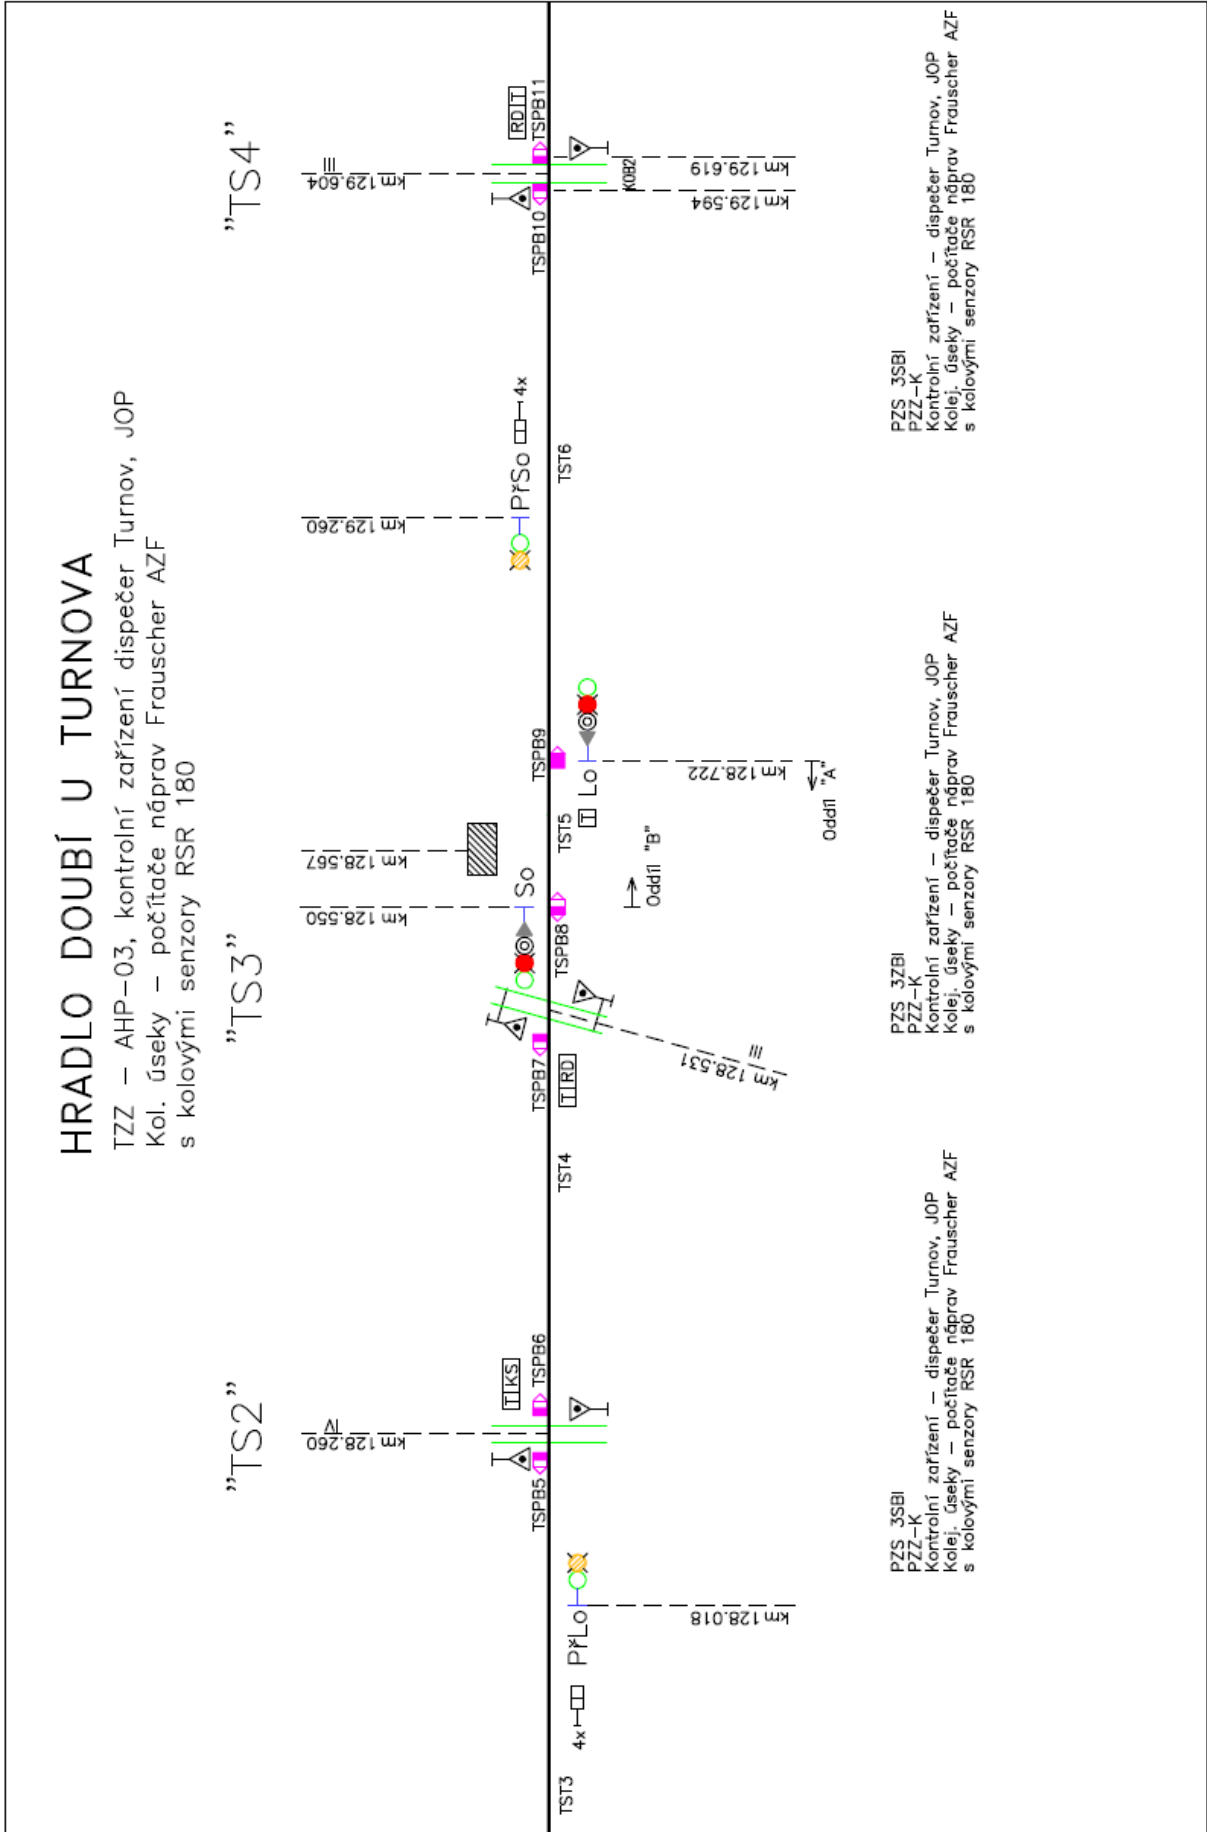 HRADLO DOUBÍ U TURNOVA
TZZ – AHP-03, kontrolní zařízení dispečer Turnov, JOP
Kol. úseky – počítače náprav Frauscher AZF
s kolovými senzory RSR 180
"TS2"
"TS3"
"TS4"
km 128.260
IV
km 128.550
km 128.567
km 129.260
km 129.604
III
T KS
TSPB5
TSPB6
TSPB7
So
TSPB9
PřSo
4x
TSPB10
RD T
TSPB11
TST3
4x
PřLo
TST4
T RD
TSPB8
TST5
T
Lo
TST6
KOB2
km 128.018
km 128.531
III
Oddíl "B"
km 128.722
Oddíl "A"
km 129.594
km 129.619
PZS 3SBI
PZZ-K
Kontrolní zařízení – dispečer Turnov, JOP
Kolej. úseky – počítače náprav Frauscher AZF
s kolovými senzory RSR 180
PZS 3ZBI
PZZ-K
Kontrolní zařízení – dispečer Turnov, JOP
Kolej. úseky – počítače náprav Frauscher AZF
s kolovými senzory RSR 180
PZS 3SBI
PZZ-K
Kontrolní zařízení – dispečer Turnov, JOP
Kolej. úseky – počítače náprav Frauscher AZF
s kolovými senzory RSR 180